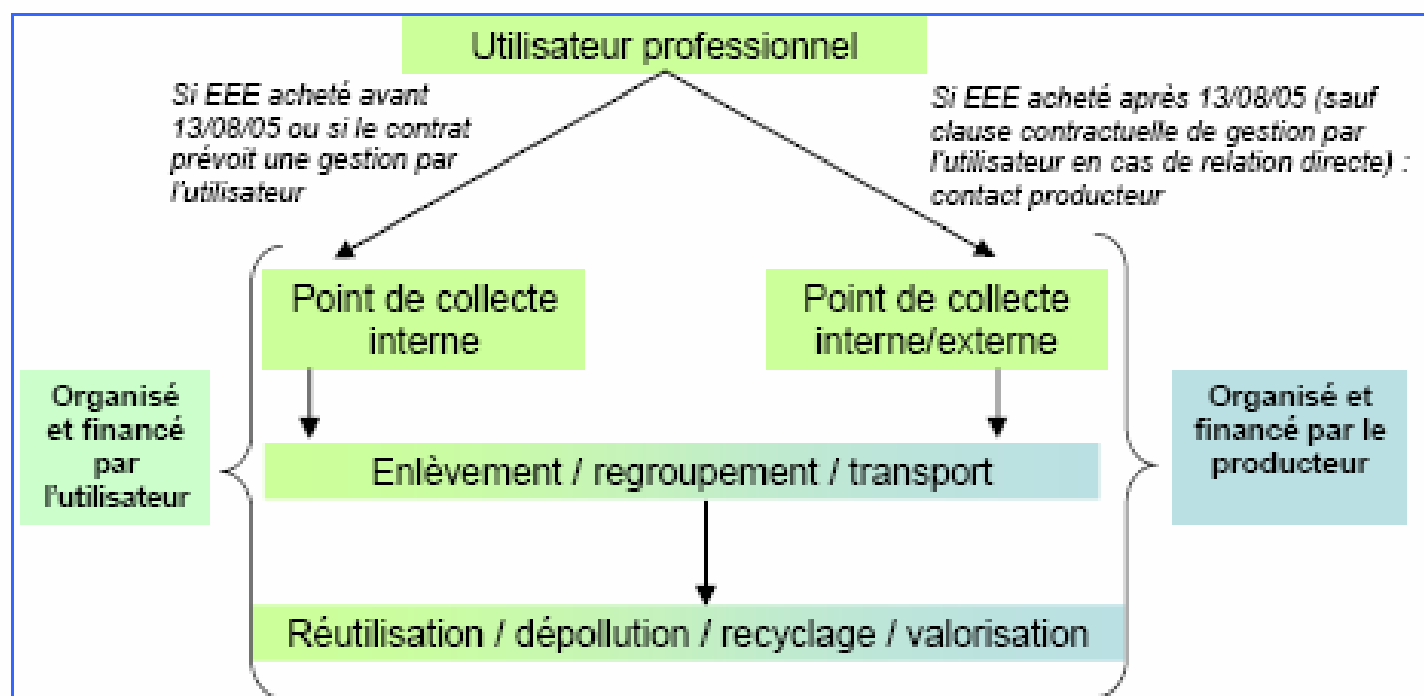 Utilisateur professionnel
Si EEE acheté avant
13/08/05 ou si le contrat
prévoit une gestion par
l'utilisateur
Si EEE acheté après 13/08/05 (sauf
clause contractuelle de gestion par
l'utilisateur en cas de relation directe) :
contact producteur
Point de collecte
interne
Point de collecte
interne/externe
Organisé
et financé
par
l'utilisateur
Organisé et
financé par le
producteur
Enlèvement / regroupement / transport
Réutilisation / dépollution / recyclage / valorisation